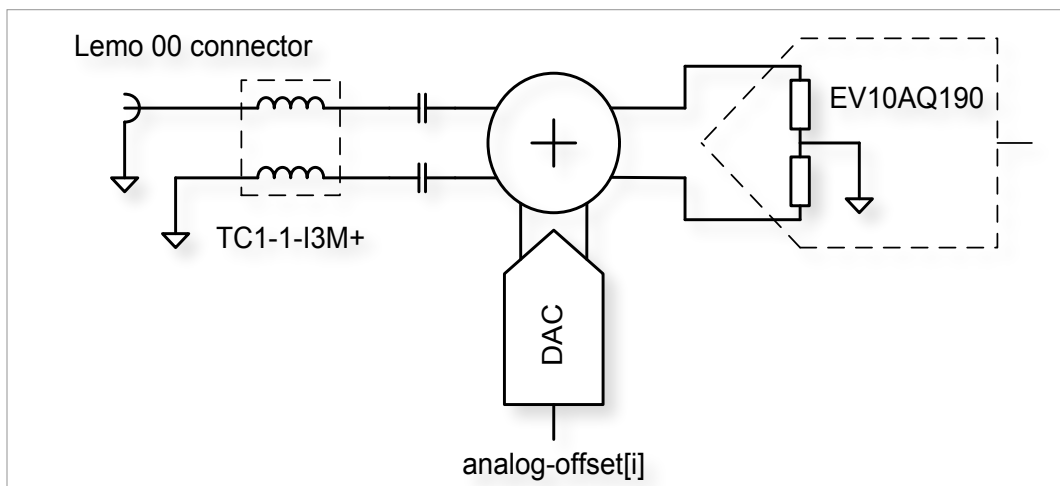 Lemo 00 connector
EV10AQ190
TC1-1-I3M+
DAC
analog-offset[i]